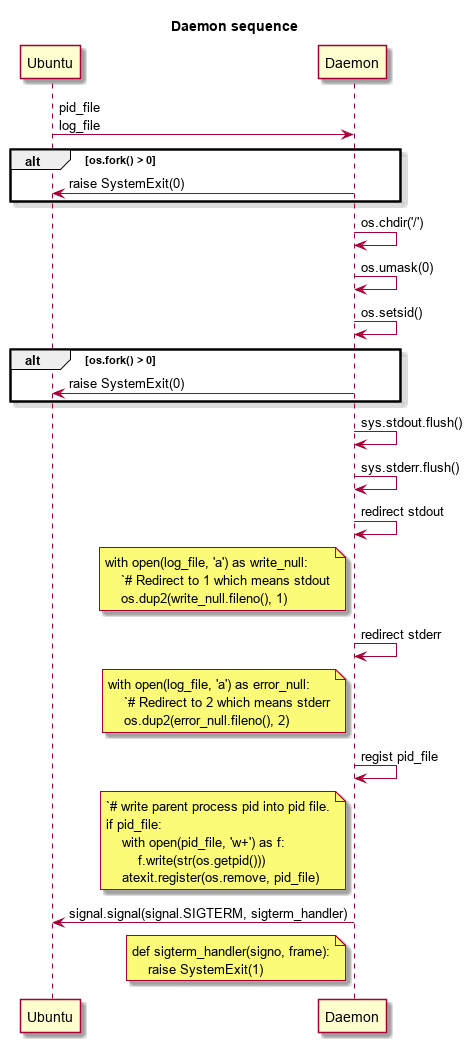 Daemon sequence
Ubuntu
Daemon
pid_file
log_file
alt
[os.fork() > 0]
raise SystemExit(0)
os.chdir('/')
os.umask(0)
os.setsid()
alt
[os.fork() > 0]
raise SystemExit(0)
sys.stdout.flush()
sys.stderr.flush()
redirect stdout
with open(log_file, 'a') as write_null:
`# Redirect to 1 which means stdout
os.dup2(write_null.fileno(), 1)
redirect stderr
with open(log_file, 'a') as error_null:
`# Redirect to 2 which means stderr
os.dup2(error_null.fileno(), 2)
regist pid_file
`# write parent process pid into pid file.
if pid_file:
with open(pid_file, 'w+') as f:
f.write(str(os.getpid()))
atexit.register(os.remove, pid_file)
signal.signal(signal.SIGTERM, sigterm_handler)
def sigterm_handler(signo, frame):
raise SystemExit(1)
Ubuntu
Daemon